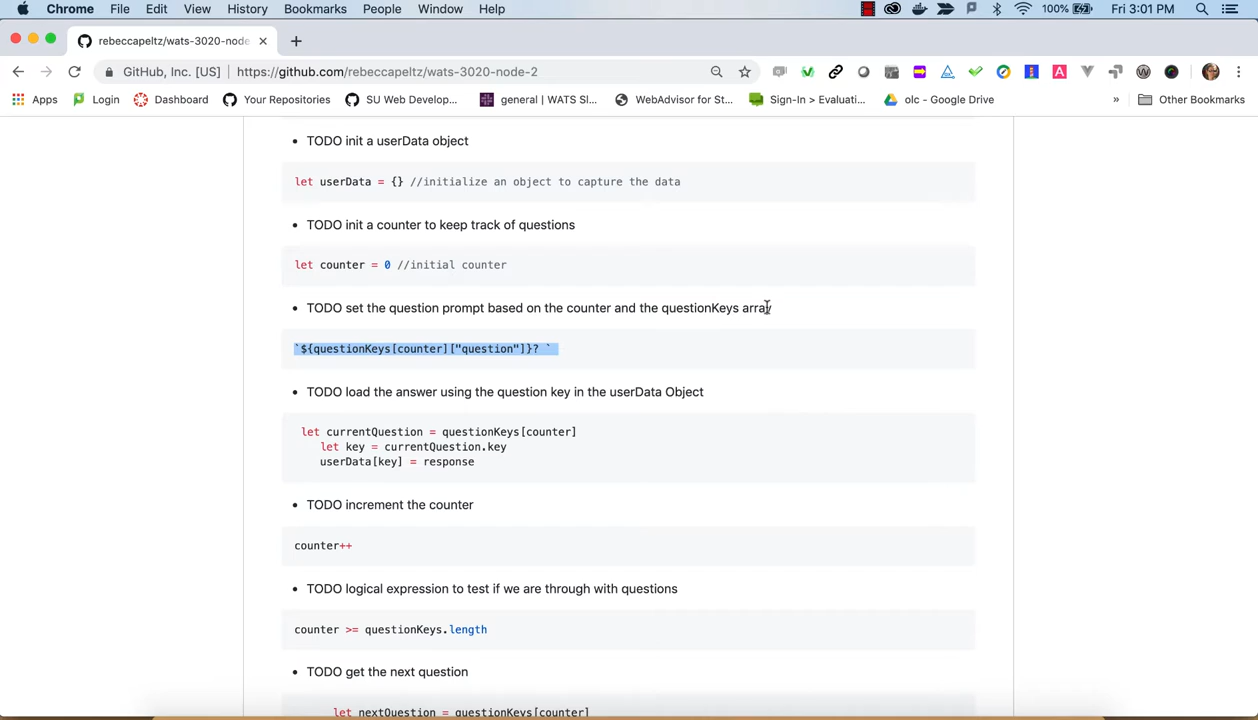 Chrome File Edit View History Bookmarks People Window Help 100% Fri 3:01 PM
rebeccapeltz/wats-3020-node
GitHub, Inc. [US] https://github.com/rebeccapeltz/wats-3020-node-2
Apps Login Dashboard Your Repositories SU Web Develop... general | WATS Sl... WebAdvisor for St... Sign-In > Evaluati... olc - Google Drive » Other Bookmarks
• TODO init a userData object
let userData = {} //initialize an object to capture the data
• TODO init a counter to keep track of questions
let counter = 0 //initial counter
• TODO set the question prompt based on the counter and the questionKeys array
`${questionKeys[counter]["question"]}? `
• TODO load the answer using the question key in the userData Object
let currentQuestion = questionKeys[counter]
let key = currentQuestion.key
userData[key] = response
• TODO increment the counter
counter++
• TODO logical expression to test if we are through with questions
counter >= questionKeys.length
• TODO get the next question
let nextQuestion = questionKeys[counter]